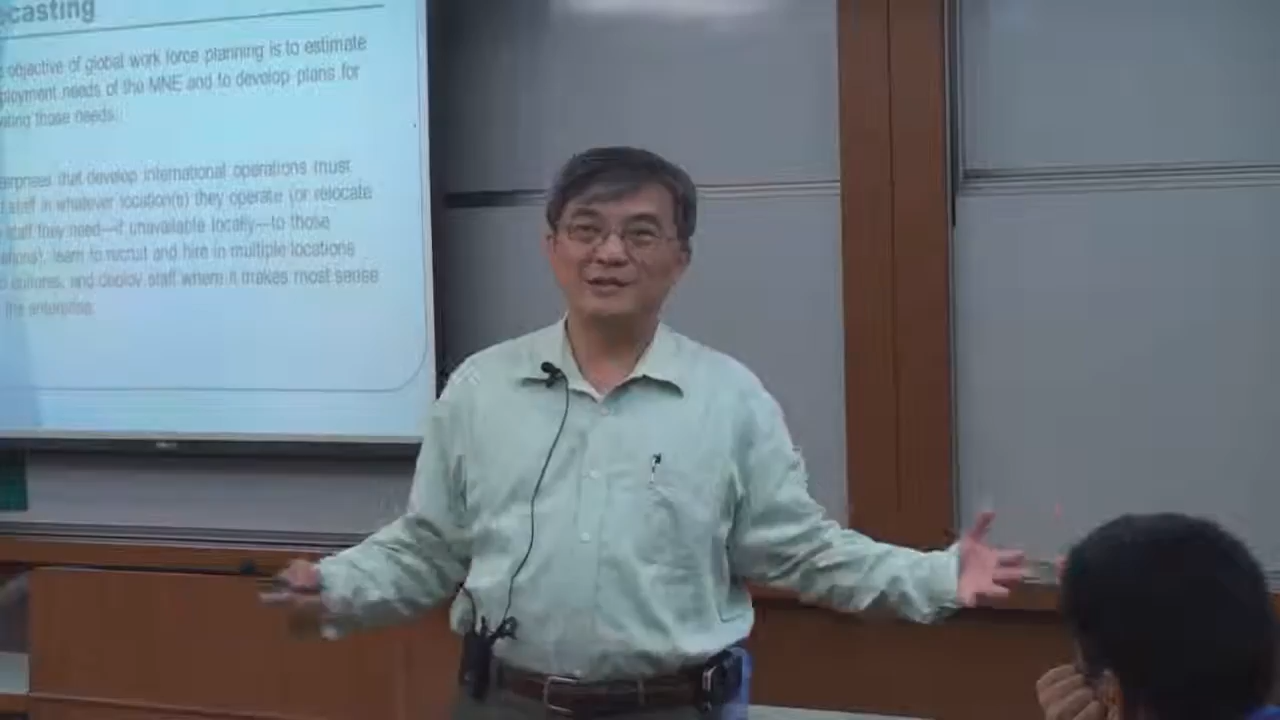 ecasting
objective of global work force planning is to estimate
ployment needs of the MNE and to develop plans for
ting those needs.
erprises that develop international operations must
staff in whatever location(s) they operate (or relocate
staff they need—if unavailable locally—to those
ations), learn to recruit and hire in multiple locations
cultures, and deploy staff where it makes most sense
the enterprise.